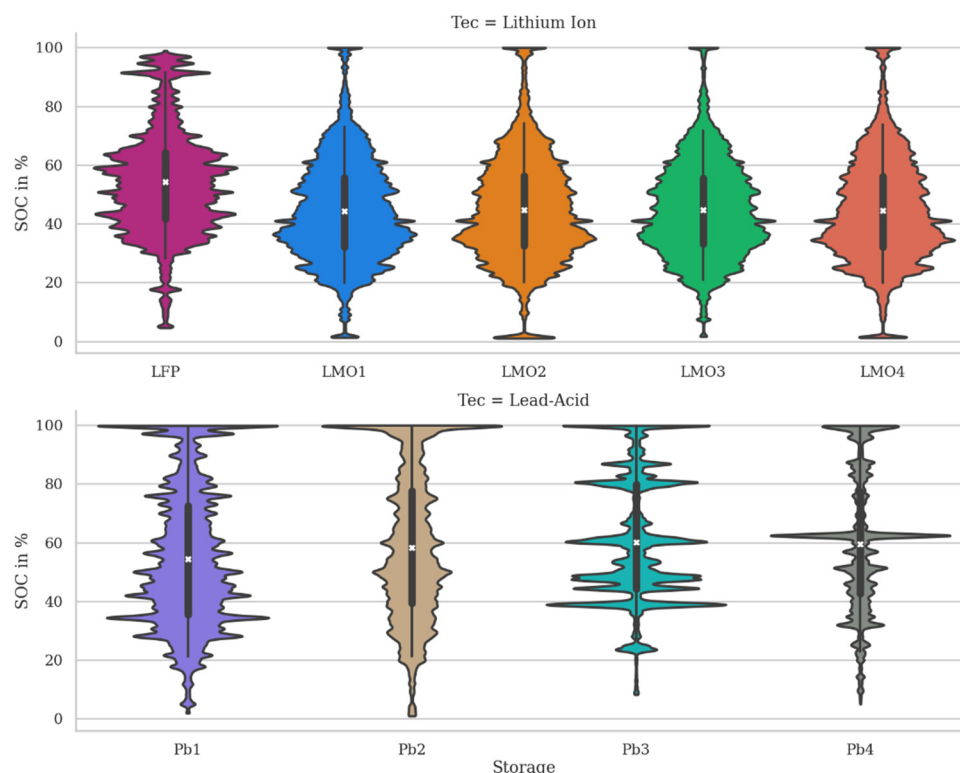 Tec = Lithium Ion
100
80
60
40
20
0
SOC in %
LFP LMO1 LMO2 LMO3 LMO4
Tec = Lead-Acid
100
80
60
40
20
0
SOC in %
Pb1 Pb2 Pb3 Pb4
Storage